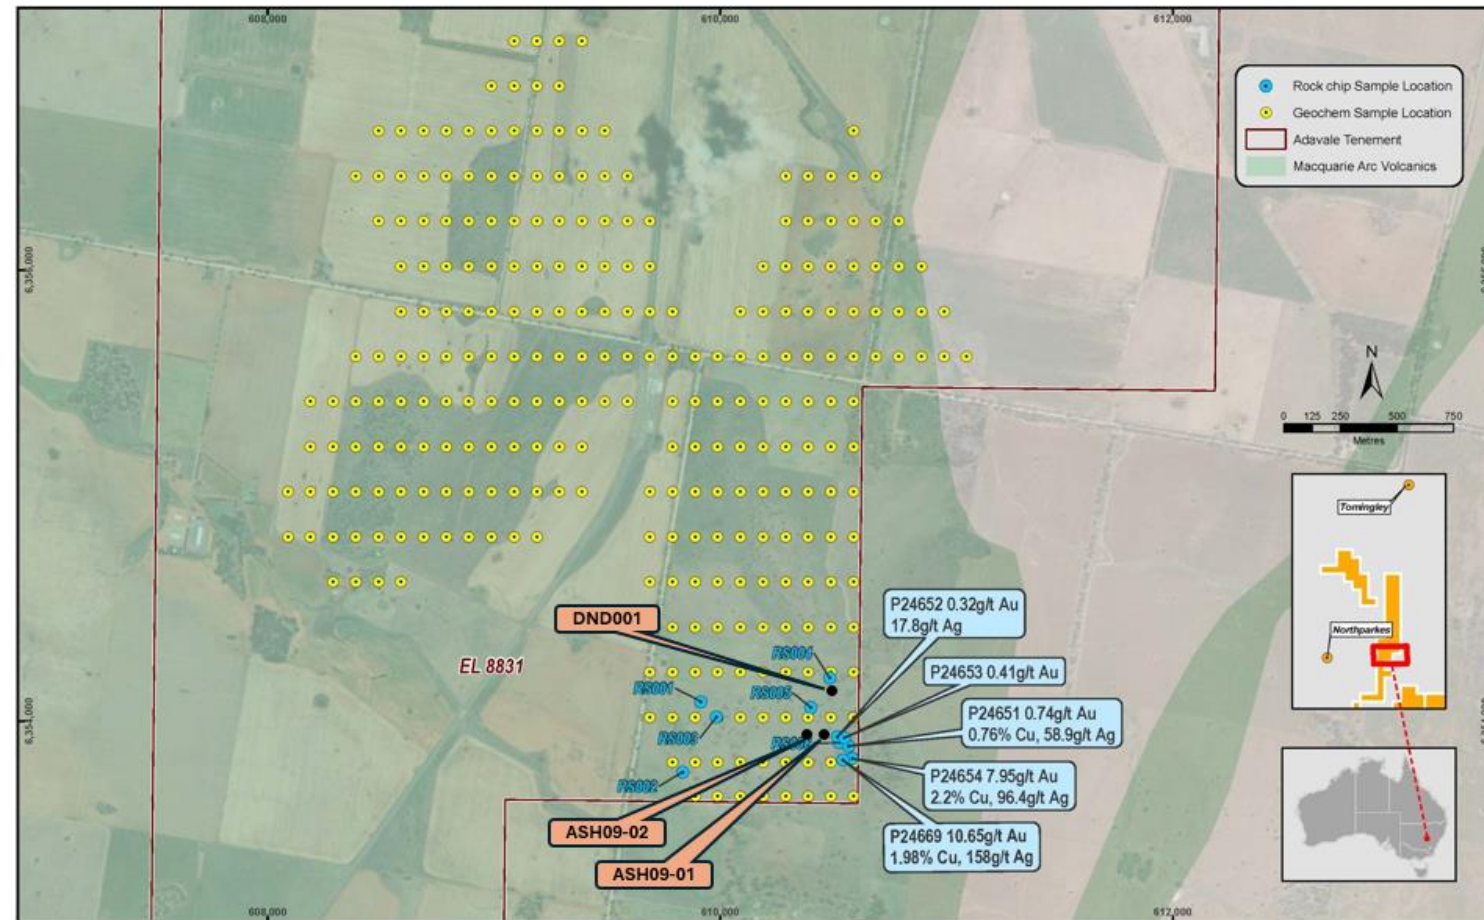 608,000
610,000
612,000
Rock chip Sample Location
Geochem Sample Location
Adavale Tenement
Macquarie Arc Volcanics
6,356,000
N
0 125 250 500 750
Metres
Tomingley
Northparkes
P24652 0.32g/t Au
17.8g/t Ag
DND001
RS004
P24653 0.41g/t Au
EL 8831
RS001
RS005
P24651 0.74g/t Au
0.76% Cu, 58.9g/t Ag
6,354,000
RS003
P24654 7.95g/t Au
2.2% Cu, 96.4g/t Ag
RS002
ASH09-02
P24669 10.65g/t Au
1.98% Cu, 158g/t Ag
ASH09-01
608,000
610,000
612,000